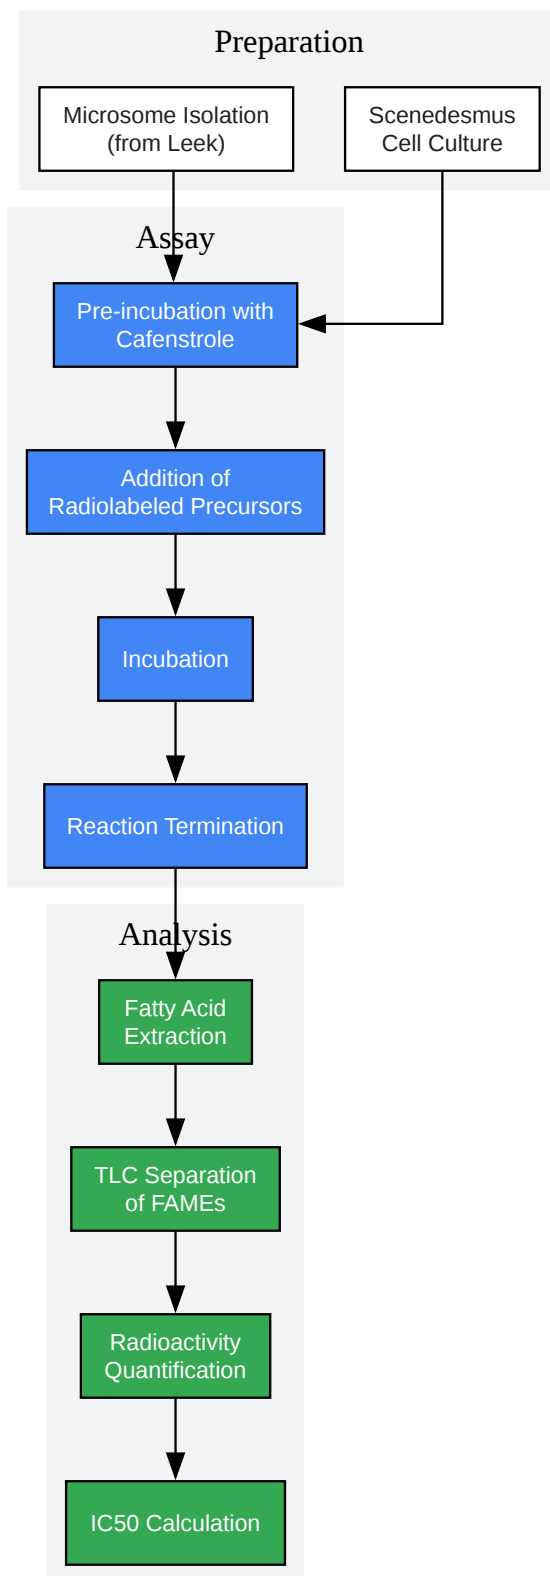 Preparation
Microsome Isolation
(from Leek)
Scenedesmus
Cell Culture
Assay
Pre-incubation with
Cafenstrole
Addition of
Radiolabeled Precursors
Incubation
Reaction Termination
Analysis
Fatty Acid
Extraction
TLC Separation
of FAMEs
Radioactivity
Quantification
IC50 Calculation